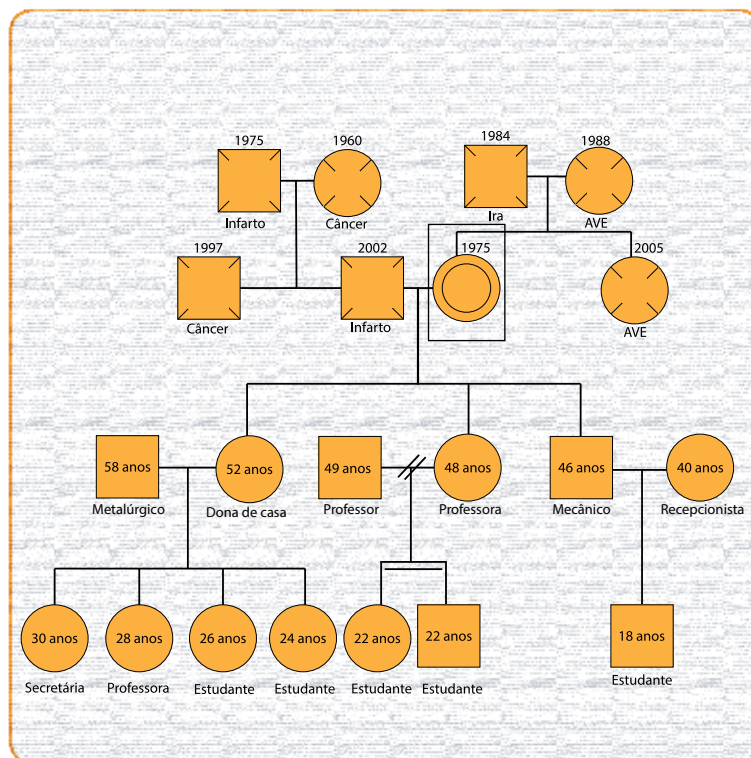 1975 1960 1984 1988
Infarto Câncer Ira AVE
1997 2002 1975 2005
Câncer Infarto AVE
58 anos 52 anos 49 anos 48 anos 46 anos 40 anos
Metalúrgico Dona de casa Professor Professora Mecânico Recepcionista
30 anos 28 anos 26 anos 24 anos 22 anos 22 anos 18 anos
Secretária Professora Estudante Estudante Estudante Estudante Estudante